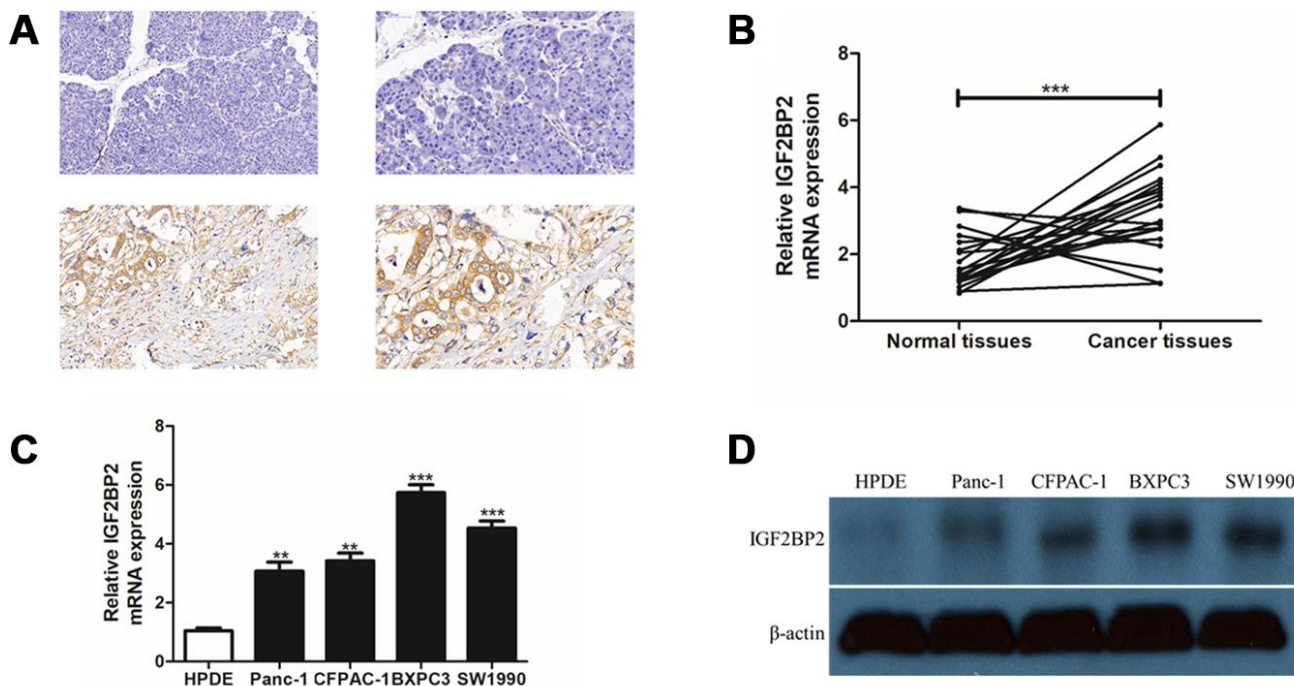 A
B
Relative IGF2BP2
mRNA expression
8
6
4
2
0
***
Normal tissues
Cancer tissues
C
Relative IGF2BP2
mRNA expression
8
6
4
2
0
**
**
***
***
HPDE
Panc-1
CFPAC-1
BXPC3
SW1990
D
HPDE
Panc-1
CFPAC-1
BXPC3
SW1990
IGF2BP2
β-actin